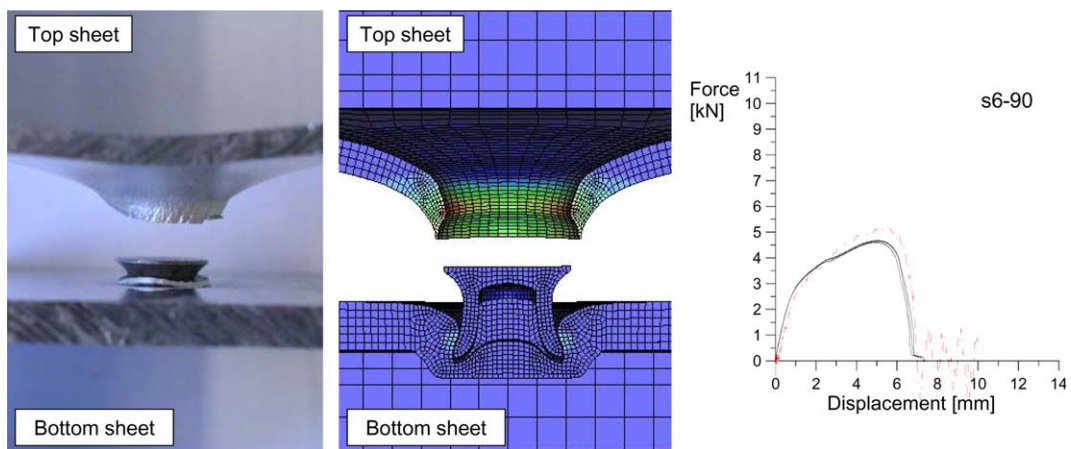 Top sheet
Bottom sheet
Top sheet
Bottom sheet
Force
[kN]
s6-90
11
10
9
8
7
6
5
4
3
2
1
0
0 2 4 6 8 10 12 14
Displacement [mm]